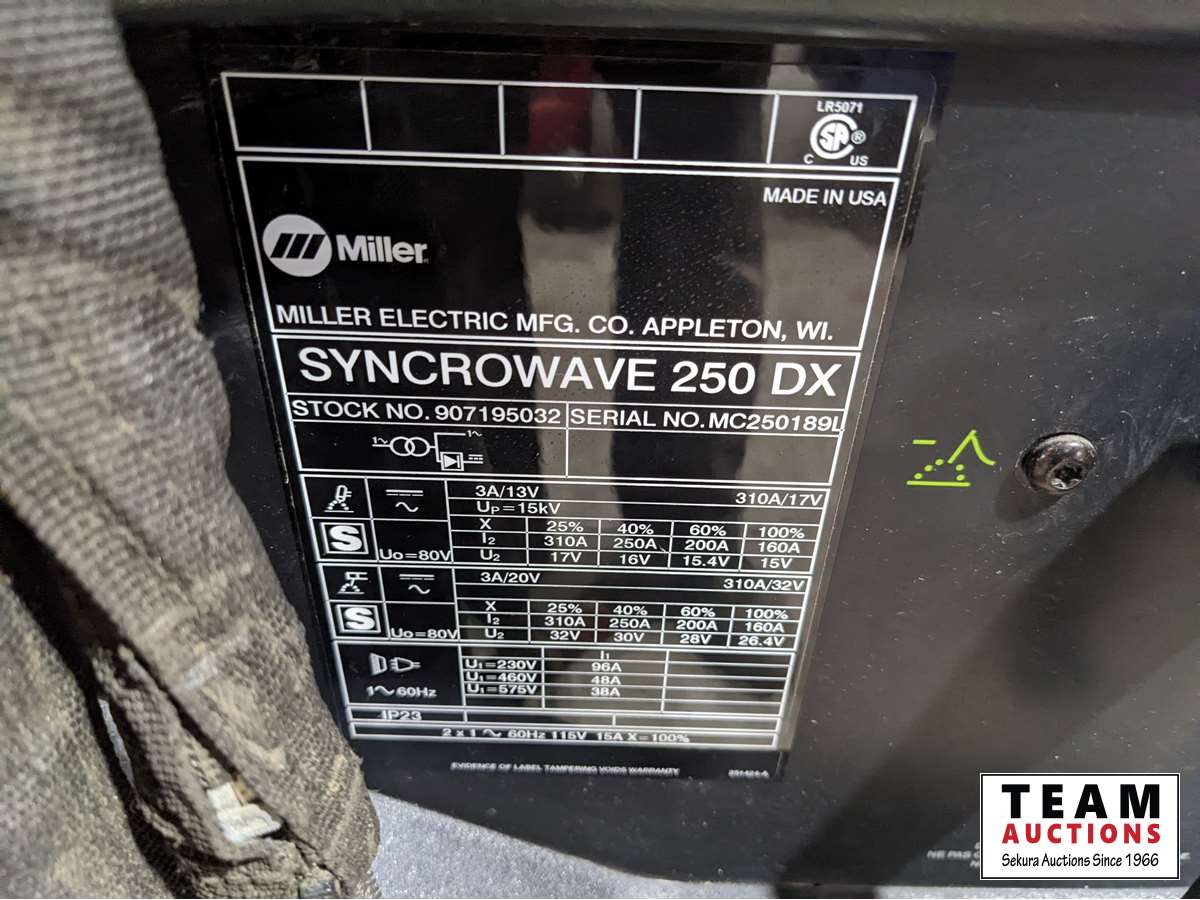 LR5071
SA ®
C US
MADE IN USA
Miller
MILLER ELECTRIC MFG. CO. APPLETON, WI.
SYNCROWAVE 250 DX
STOCK NO. 907195032 SERIAL NO. MC250189L
1~ 1~
3A/13V 310A/17V
UP=15kV
X 25% 40% 60% 100%
I2 310A 250A 200A 160A
S U0=80V U2 17V 16V 15.4V 15V
3A/20V 310A/32V
X 25% 40% 60% 100%
I2 310A 250A 200A 160A
S U0=80V U2 32V 30V 28V 26.4V
I1
U1=230V 96A
U1=460V 48A
1~60Hz U1=575V 38A
IP23
2 x 1 ~ 60Hz 115V 15A X=100%
EVIDENCE OF LABEL TAMPERING VOIDS WARRANTY
NE PAS
TEAM
AUCTIONS
Sekura Auctions Since 1966